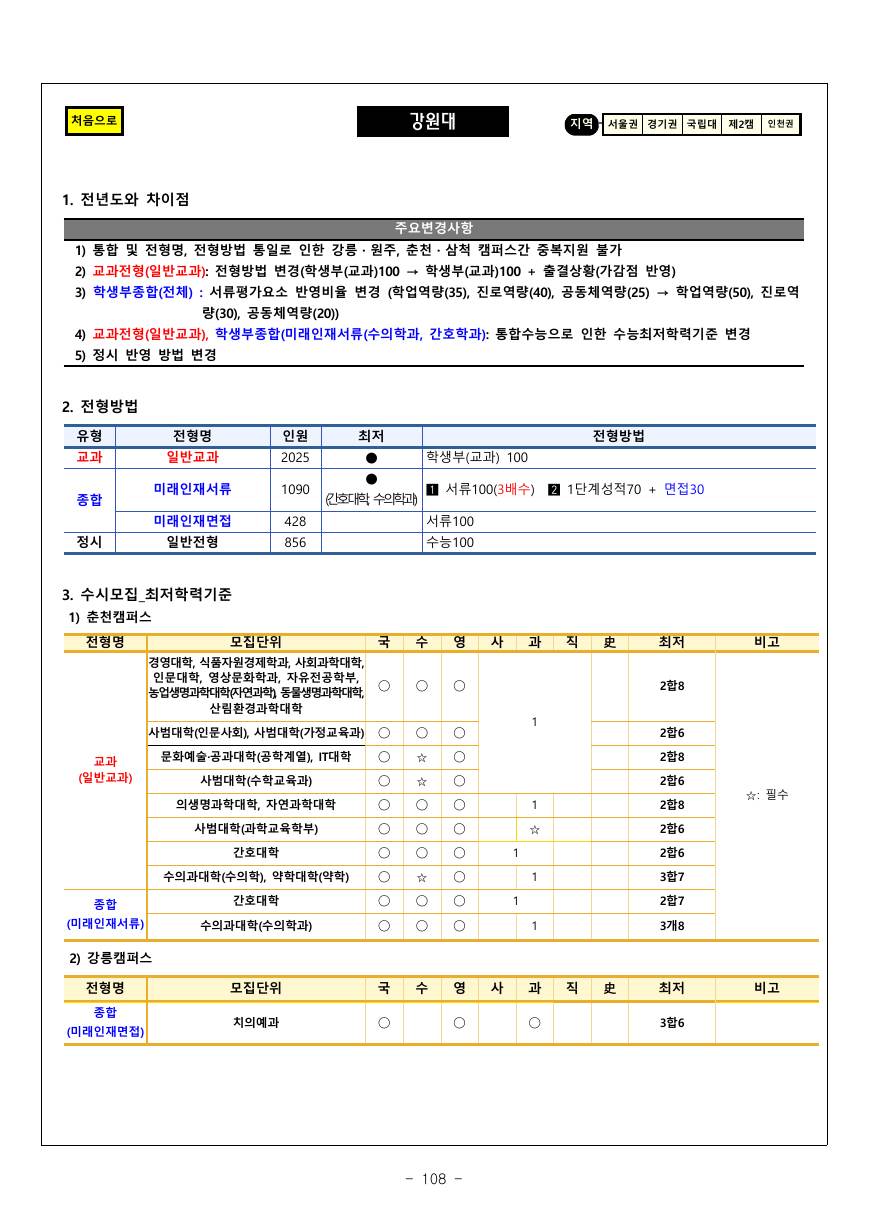 처음으로
강원대
지역 서울권 경기권 국립대 제2캠 인천권
1. 전년도와 차이점
주요변경사항
1) 통합 및 전형명, 전형방법 통일로 인한 강릉·원주, 춘천·삼척 캠퍼스간 중복지원 불가
2) 교과전형(일반교과): 전형방법 변경(학생부(교과)100 → 학생부(교과)100 + 출결상황(가감점 반영)
3) 학생부종합(전체) : 서류평가요소 반영비율 변경 (학업역량(35), 진로역량(40), 공동체역량(25) → 학업역량(50), 진로역
량(30), 공동체역량(20))
4) 교과전형(일반교과), 학생부종합(미래인재서류(수의학과, 간호학과): 통합수능으로 인한 수능최저학력기준 변경
5) 정시 반영 방법 변경
2. 전형방법
유형 전형명 인원 최저 전형방법
교과 일반교과 2025 ● 학생부(교과) 100
종합 미래인재서류 1090 ● (간호대학, 수의학과) 1 서류100(3배수) 2 1단계성적70 + 면접30
미래인재면접 428 서류100
정시 일반전형 856 수능100
3. 수시모집_최저학력기준
1) 춘천캠퍼스
전형명 모집단위 국 수 영 사 과 직 史 최저 비고
교과
(일반교과)
경영대학, 식품자원경제학과, 사회과학대학,
인문대학, 영상문화학과, 자유전공학부,
농업생명과학대학(자연과학), 동물생명과학대학,
산림환경과학대학
○ ○ ○ 1 2합8
사범대학(인문사회), 사범대학(가정교육과) ○ ○ ○ 2합6
문화예술·공과대학(공학계열), IT대학 ○ ☆ ○ 2합8
사범대학(수학교육과) ○ ☆ ○ 2합6
☆: 필수
의생명과학대학, 자연과학대학 ○ ○ ○ 1 2합8
사범대학(과학교육학부) ○ ○ ○ ☆ 2합6
간호대학 ○ ○ ○ 1 2합6
수의과대학(수의학), 약학대학(약학) ○ ☆ ○ 1 3합7
종합
(미래인재서류)
간호대학 ○ ○ ○ 1 2합7
수의과대학(수의학과) ○ ○ ○ 1 3개8
2) 강릉캠퍼스
전형명 모집단위 국 수 영 사 과 직 史 최저 비고
종합
(미래인재면접)
치의예과 ○ ○ ○ 3합6
- 108 -